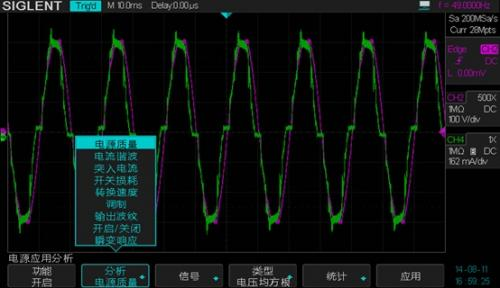 SIGLENT Trig'd M 10.0ms Delay:0.00μs f = 49.0000Hz
Sa 200MSa/s
Curr 28Mpts
Edge CH2
DC
L 0.00mV
CH2 500X
1MΩ DC
100 V/div
CH4 1X
1MΩ B DC
162 mA/div
电源质量
电流谐波
突入电流
开关损耗
转换速度
调制
输出波纹
开启/关闭
瞬变响应
电源应用分析
功能
开启
分析
电源质量
信号
类型
电压均方根
统计
应用
14-08-11
16:59:25